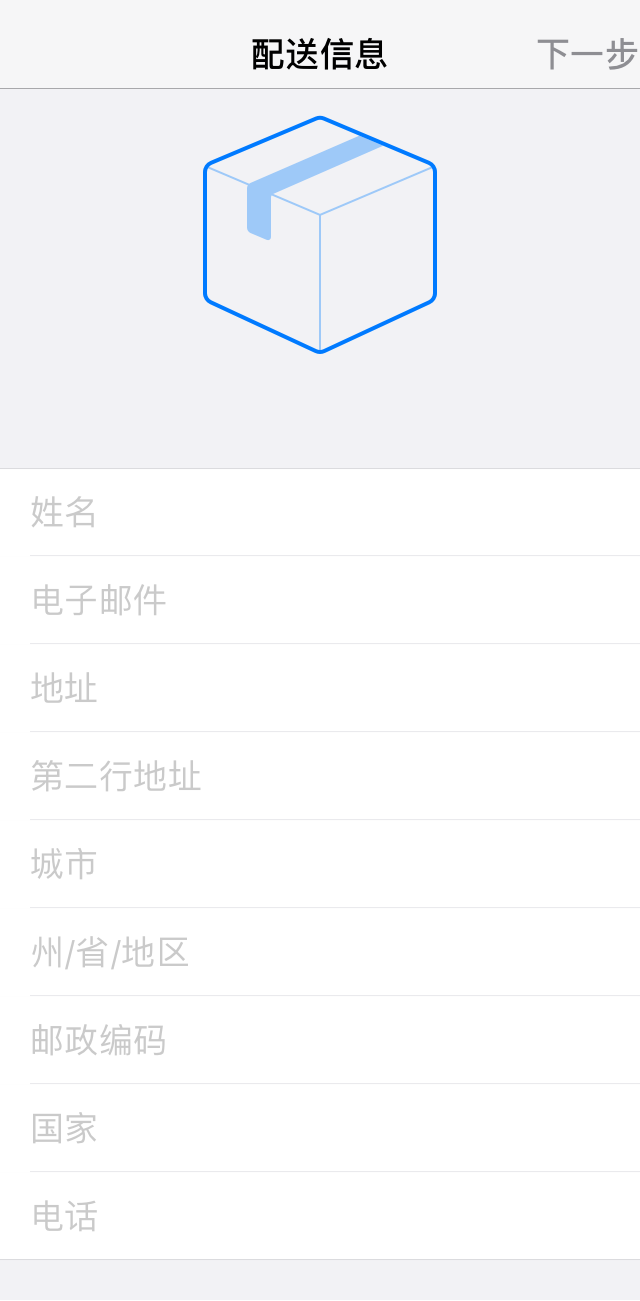 配送信息
下一步
姓名
电子邮件
地址
第二行地址
城市
州/省/地区
邮政编码
国家
电话